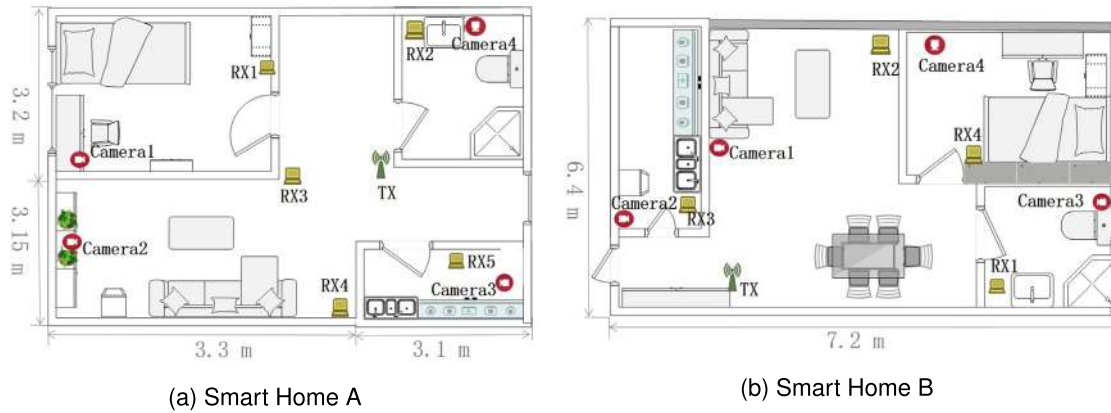 RX2
Camera4
RX1
3.2 m
Camera1
RX3
TX
3.15 m
Camera2
RX5
Camera3
RX4
3.3 m
3.1 m
(a) Smart Home A
RX2
Camera4
Camera1
RX4
6.4 m
Camera2
RX3
Camera3
TX
RX1
7.2 m
(b) Smart Home B